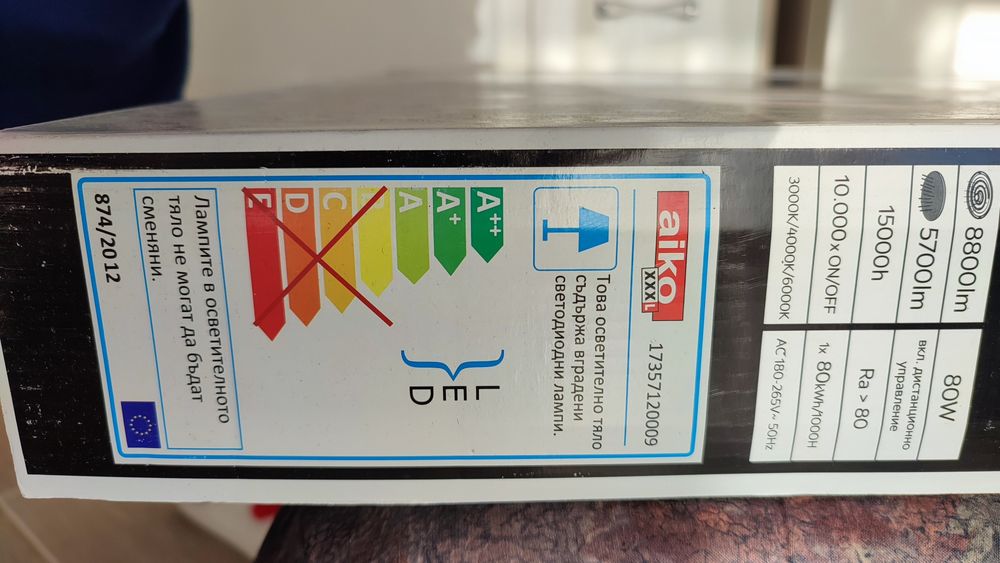 8800lm
80W
5700lm
вкл. дистанционно
управление
15000h
Ra > 80
10.000 x ON/OFF
1x 80kWh/1000H
3000K/4000K/6000K
AC 180-265V~ 50Hz
aiko
XXXL
17357120009
Това осветително тяло
съдържа вградени
светодиодни лампи.
A++
A+
A
B
C
D
E
L
E
D
Лампите в осветителното
тяло не могат да бъдат
сменяни.
874/2012